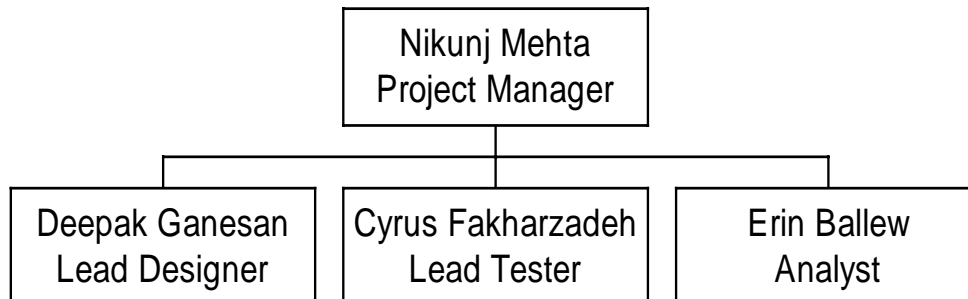 Nikunj Mehta
Project Manager
Deepak Ganesan
Lead Designer
Cyrus Fakharzadeh
Lead Tester
Erin Ballew
Analyst